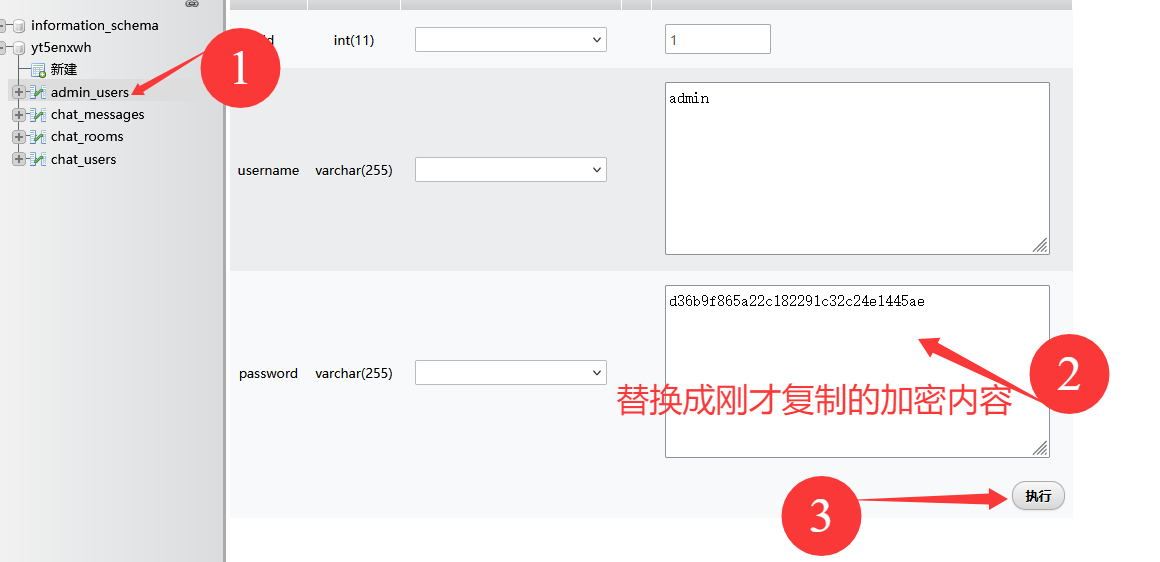 information_schema
yt5enxwh
新建
admin_users
chat_messages
chat_rooms
chat_users
1
int(11)
1
username
varchar(255)
admin
password
varchar(255)
d36b9f865a22c182291c32c24e1445ae
2
替换成刚才复制的加密内容
3
执行